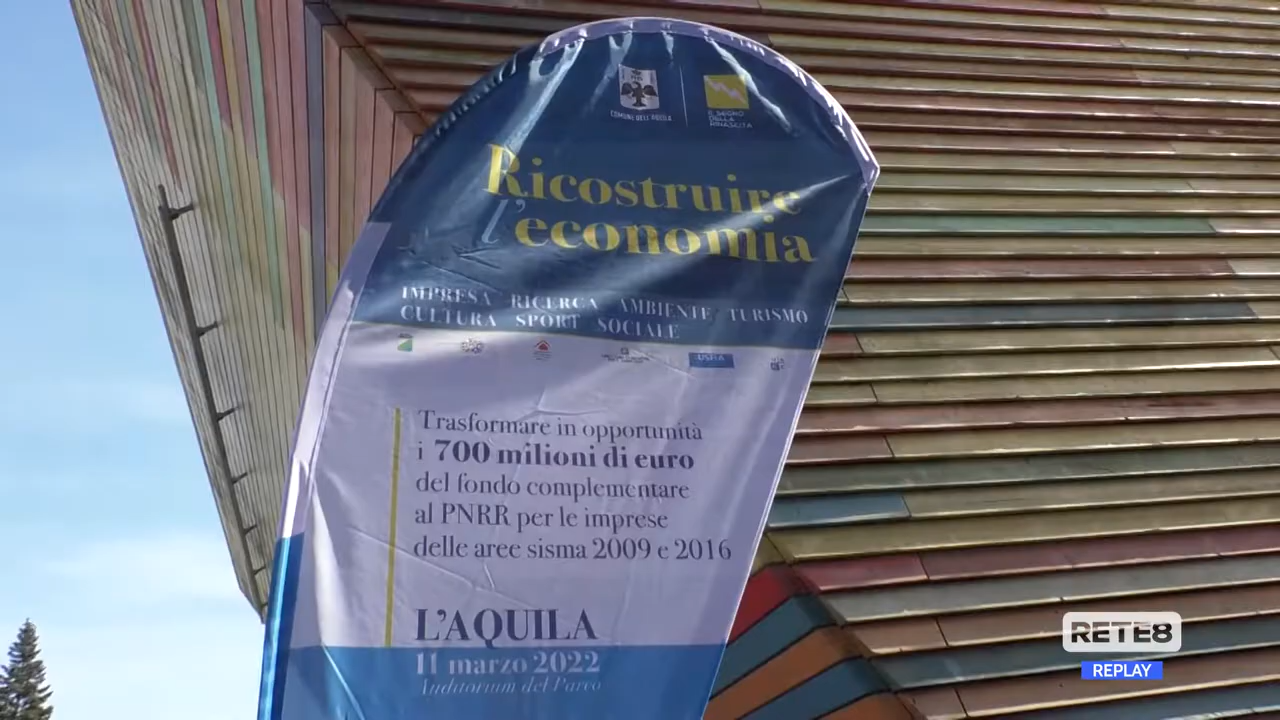 COMUNE DELL'AQUILA
IL SEGNO
DELLA
RINASCITA
Ricostruire
l'economia
IMPRESA RICERCA AMBIENTE TURISMO
CULTURA SPORT SOCIALE
USRA
Trasformare in opportunità
i 700 milioni di euro
del fondo complementare
al PNRR per le imprese
delle aree sisma 2009 e 2016
L'AQUILA
11 marzo 2022
Auditorium del Parco
RETE8
REPLAY